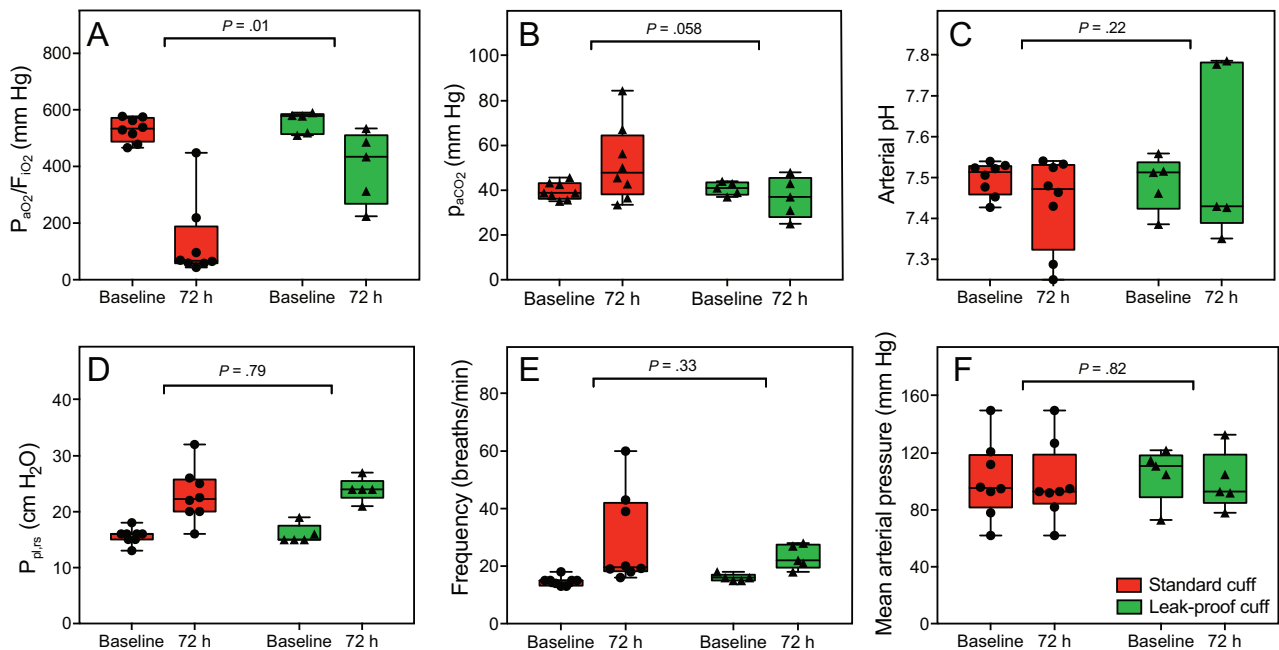 A
P = .01
PaO2/FIO2 (mm Hg)
800
600
400
200
0
Baseline 72 h Baseline 72 h
B
P = .058
paCO2 (mm Hg)
100
80
60
40
20
0
Baseline 72 h Baseline 72 h
C
P = .22
Arterial pH
7.8
7.6
7.5
7.4
7.3
Baseline 72 h Baseline 72 h
D
P = .79
Ppl,rs (cm H2O)
40
30
20
10
0
Baseline 72 h Baseline 72 h
E
P = .33
Frequency (breaths/min)
80
60
40
20
0
Baseline 72 h Baseline 72 h
F
P = .82
Mean arterial pressure (mm Hg)
160
120
80
40
0
Standard cuff
Leak-proof cuff
Baseline 72 h Baseline 72 h